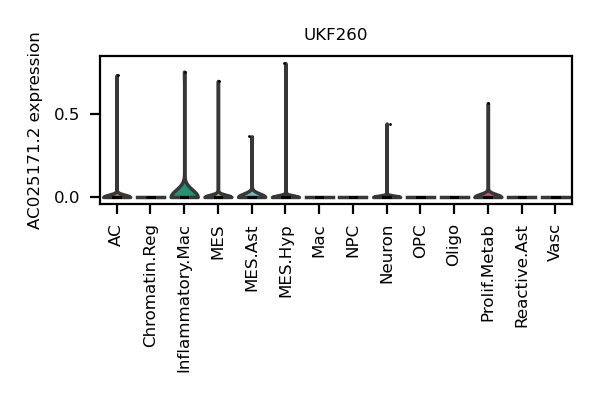 UKF260
AC025171.2 expression
0.5
0.0
AC
Chromatin.Reg
Inflammatory.Mac
MES
MES.Ast
MES.Hyp
Mac
NPC
Neuron
OPC
Oligo
Prolif.Metab
Reactive.Ast
Vasc